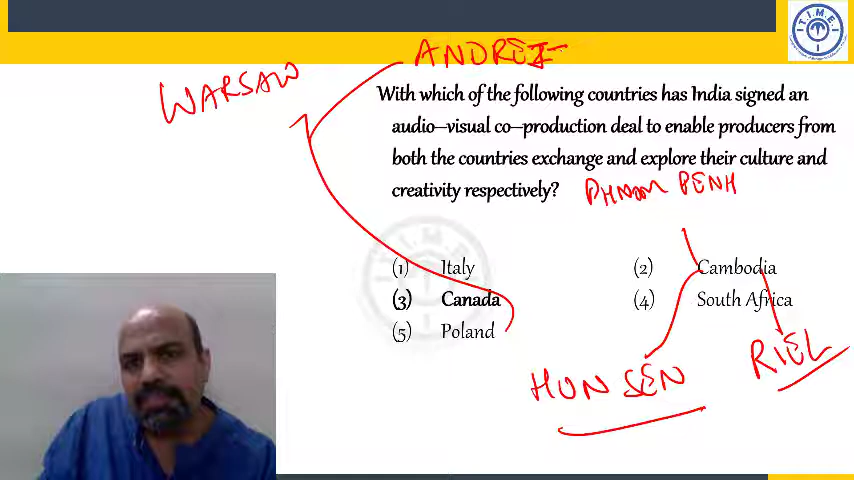 T.I.M.E.
ANDREZ
WARSAW
With which of the following countries has India signed an
audio–visual co–production deal to enable producers from
both the countries exchange and explore their culture and
creativity respectively?
PHNOM PENH
(1) Italy (2) Cambodia
(3) Canada (4) South Africa
(5) Poland
RIEL
HUN SEN